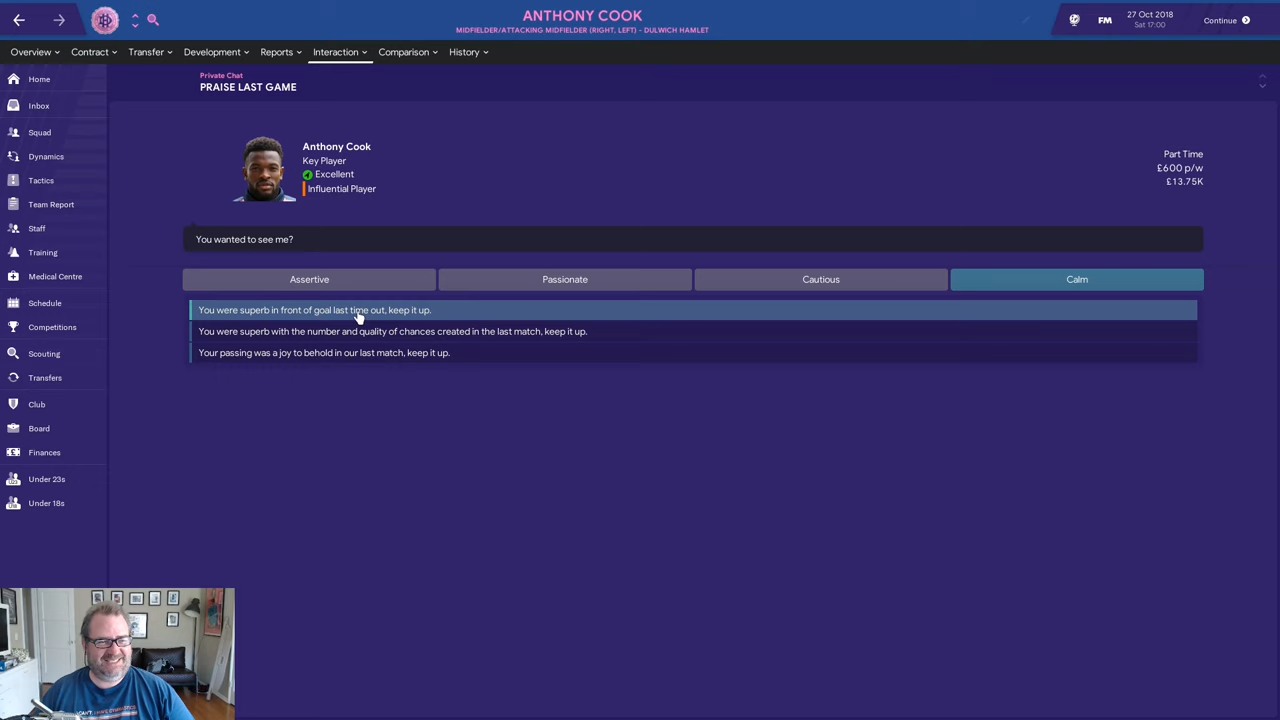 ANTHONY COOK
MIDFIELDER/ATTACKING MIDFIELDER (RIGHT, LEFT) - DULWICH HAMLET
FM
27 Oct 2018
Sat 17:00
Continue
Overview
Contract
Transfer
Development
Reports
Interaction
Comparison
History
Private Chat
PRAISE LAST GAME
Home
Inbox
Squad
Dynamics
Tactics
Team Report
Staff
Training
Medical Centre
Schedule
Competitions
Scouting
Transfers
Club
Board
Finances
Under 23s
Under 18s
Anthony Cook
Key Player
Excellent
Influential Player
Part Time
£600 p/w
£13.75K
You wanted to see me?
Assertive
Passionate
Cautious
Calm
You were superb in front of goal last time out, keep it up.
You were superb with the number and quality of chances created in the last match, keep it up.
Your passing was a joy to behold in our last match, keep it up.